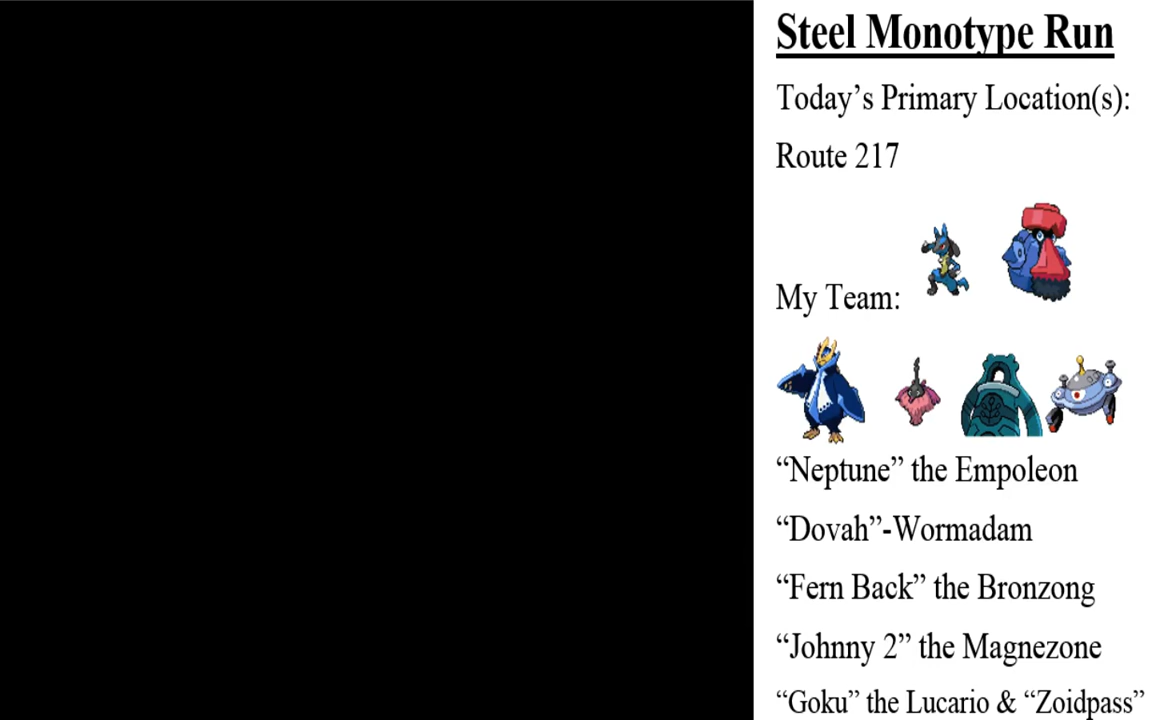 Steel Monotype Run
Today’s Primary Location(s):
Route 217
My Team:
“Neptune” the Empoleon
“Dovah”-Wormadam
“Fern Back” the Bronzong
“Johnny 2” the Magnezone
“Goku” the Lucario & “Zoidpass”